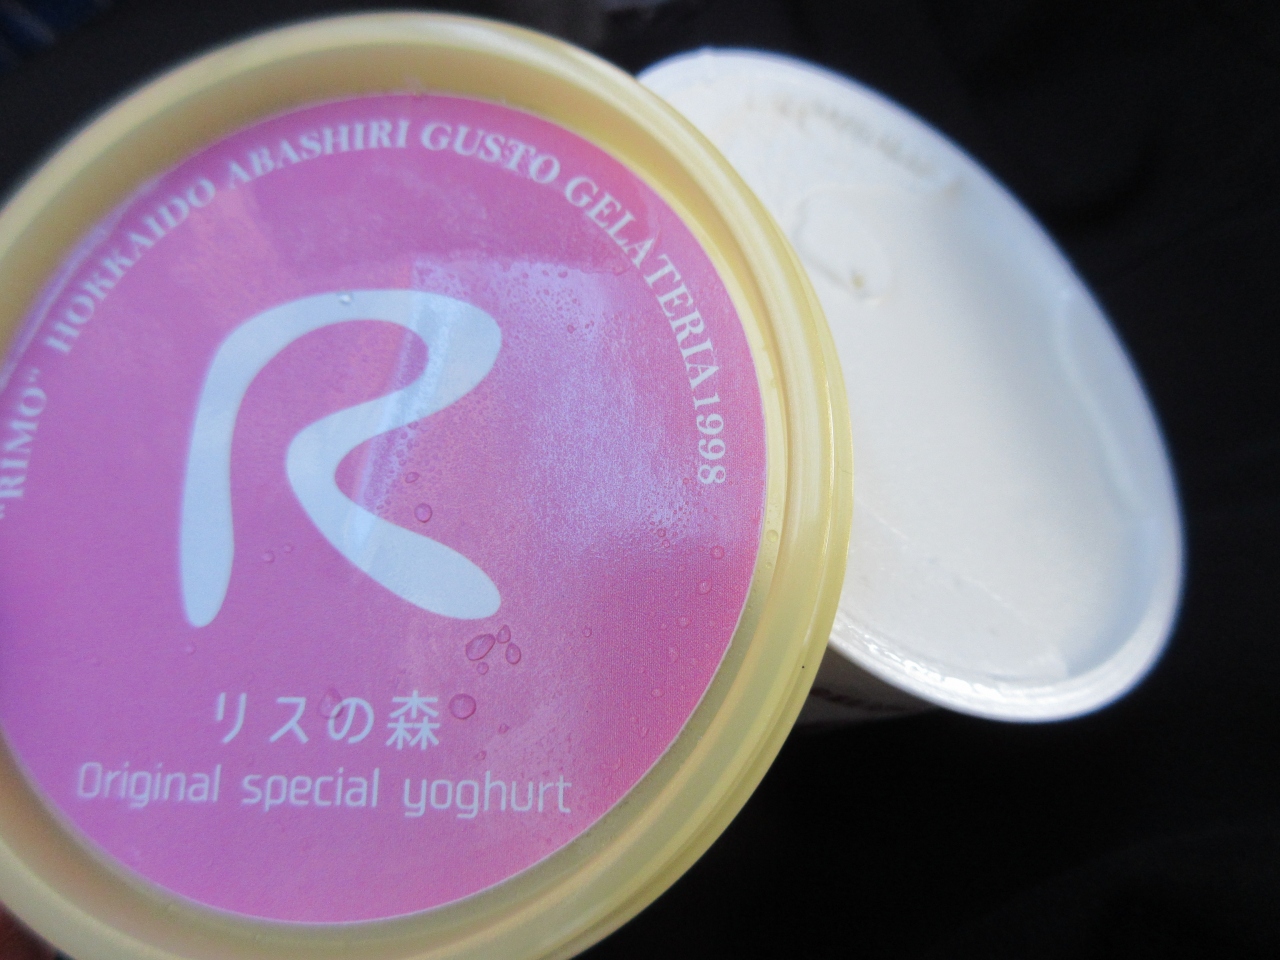 "RIMO" HOKKAIDO ABASHIRI GUSTO GELATERIA 1998
R
リスの森
Original special yoghurt